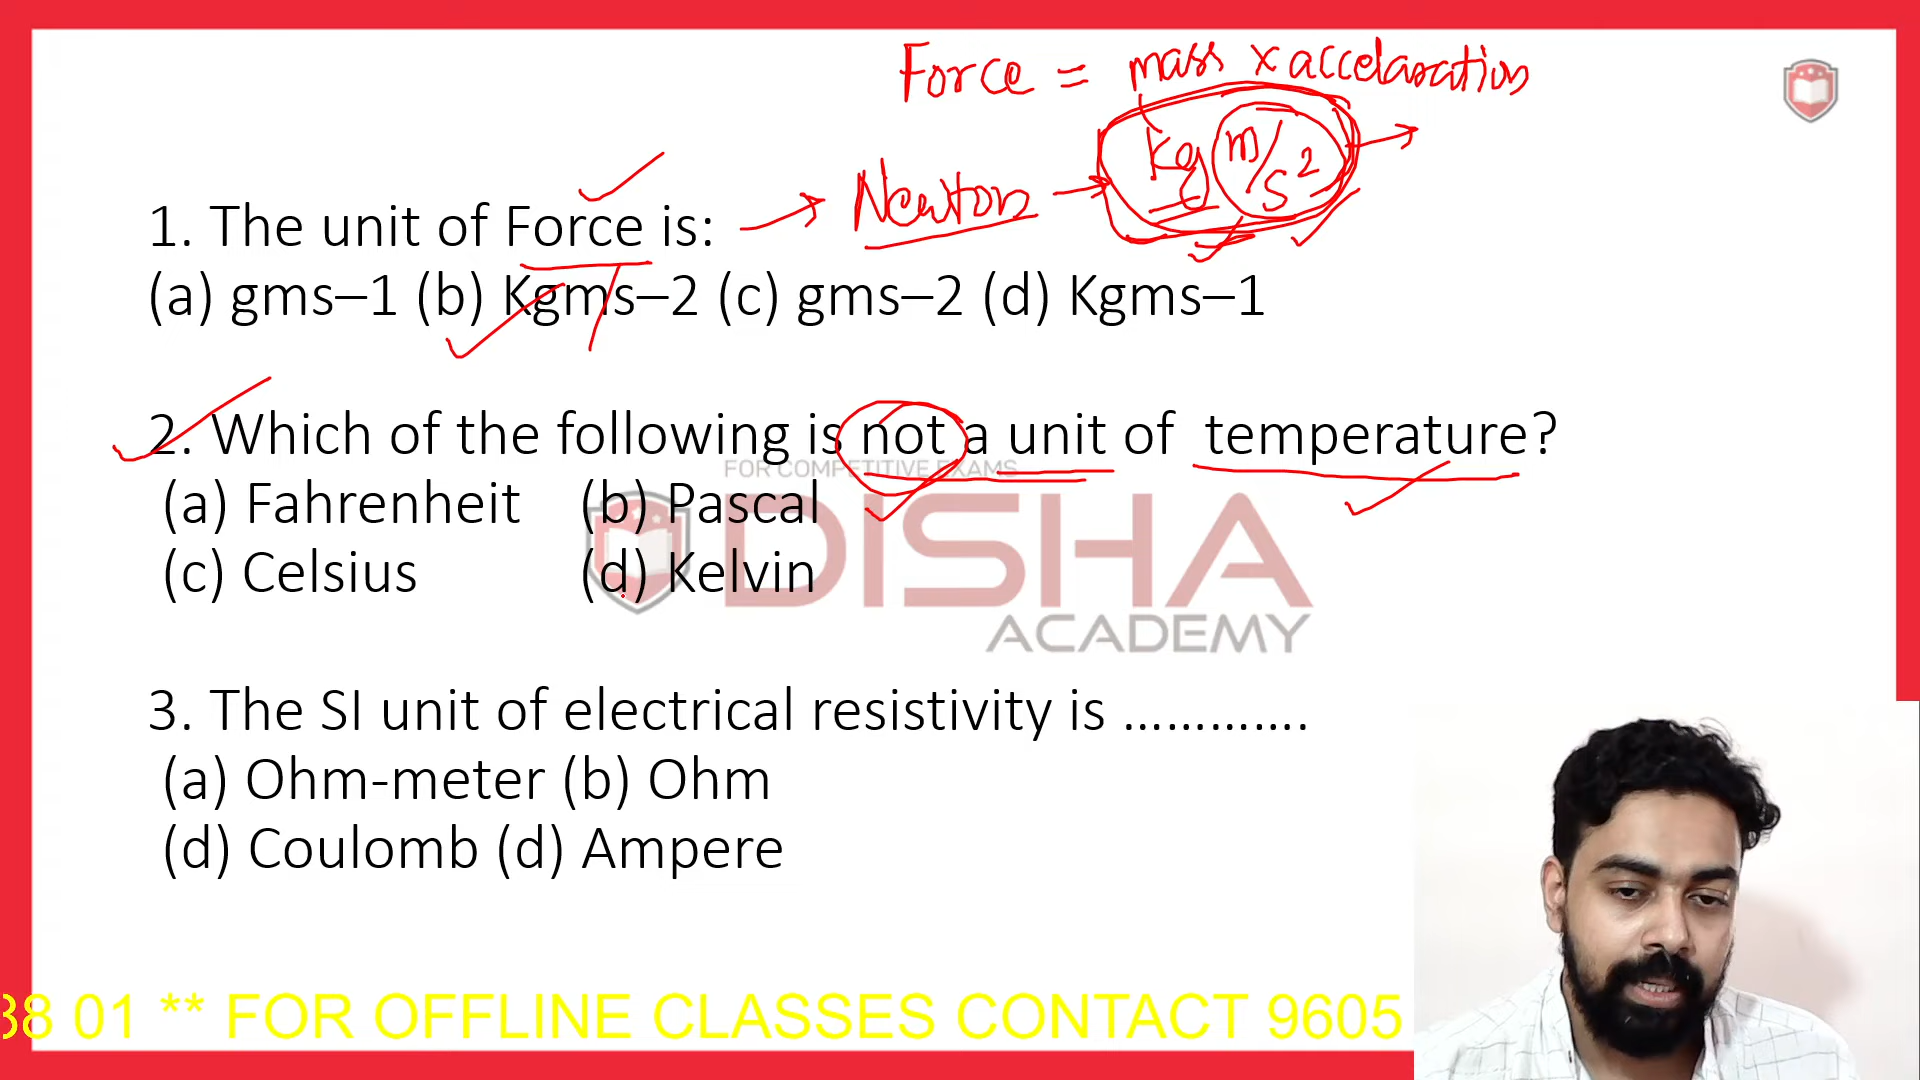 Force = mass x accelaration
kg m/s2
Newton
1. The unit of Force is:
(a) gms–1 (b) Kgms–2 (c) gms–2 (d) Kgms–1
2. Which of the following is not a unit of temperature?
FOR COMPETITIVE EXAMS
(a) Fahrenheit (b) Pascal
DISHA
(c) Celsius (d) Kelvin
ACADEMY
3. The SI unit of electrical resistivity is .............
(a) Ohm-meter (b) Ohm
(d) Coulomb (d) Ampere
38 01 ** FOR OFFLINE CLASSES CONTACT 9605